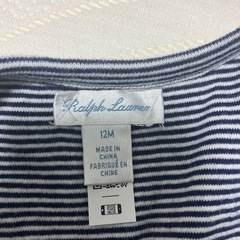 Ralph Lauren
12M
MADE IN
CHINA
FABRIQUÉ EN
CHINE